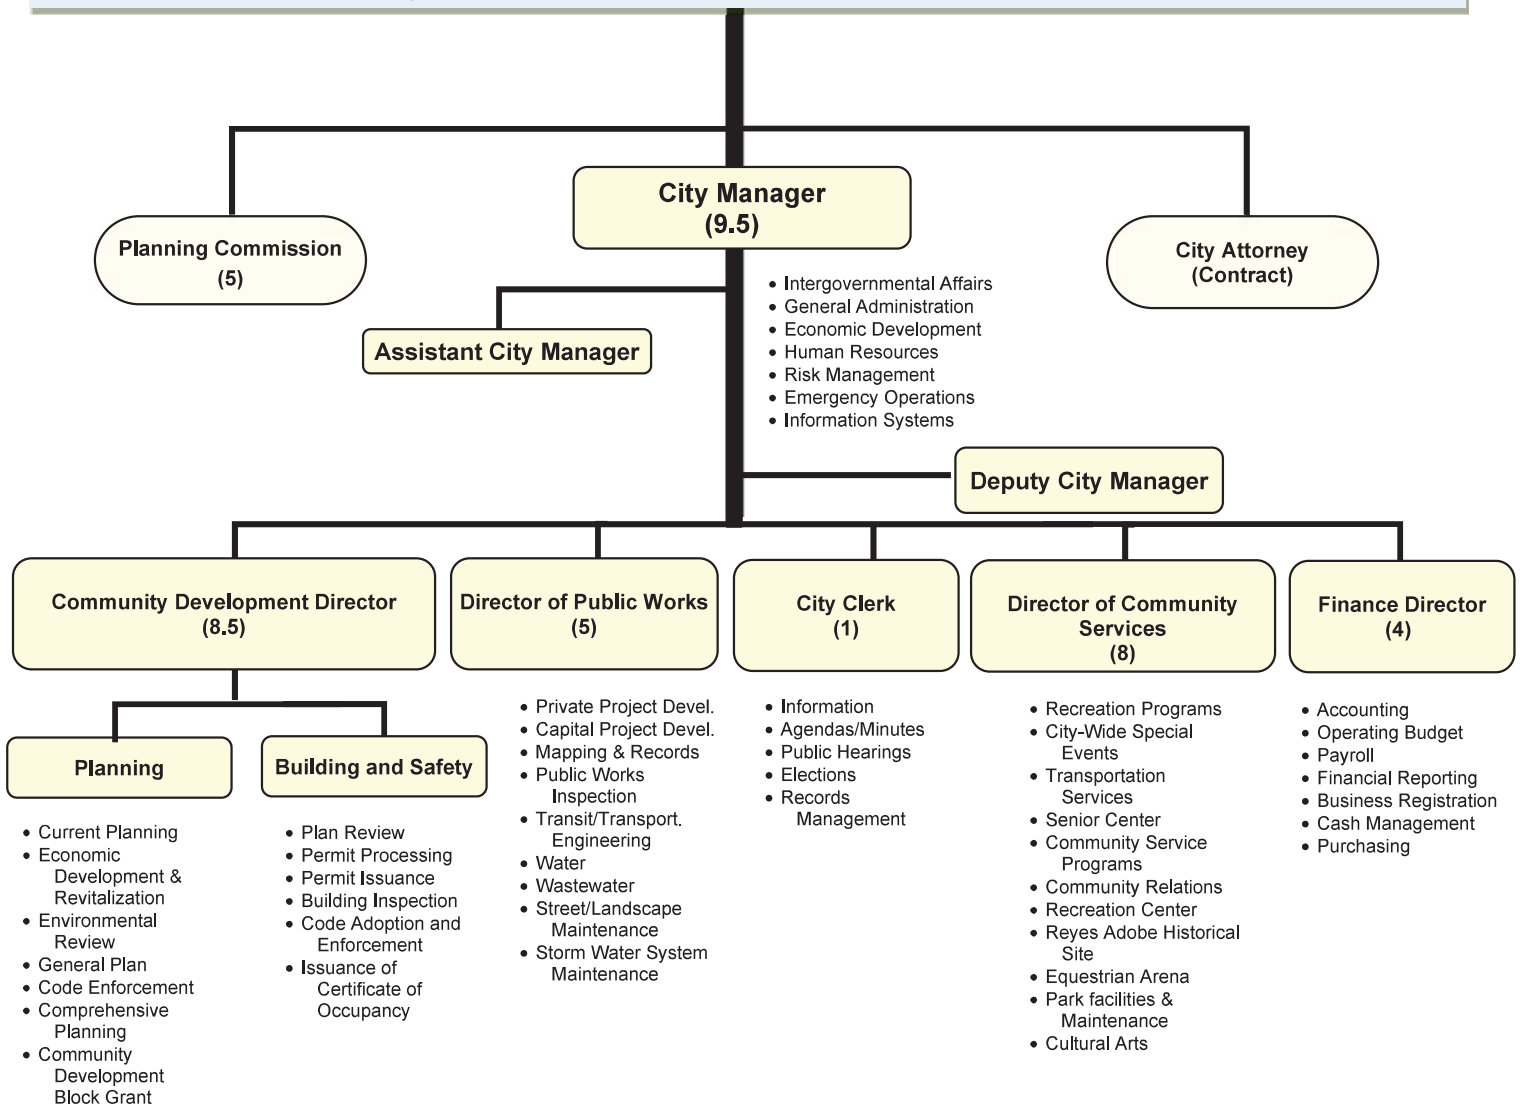 City Manager
(9.5)
Planning Commission
(5)
City Attorney
(Contract)
• Intergovernmental Affairs
• General Administration
• Economic Development
• Human Resources
• Risk Management
• Emergency Operations
• Information Systems
Assistant City Manager
Deputy City Manager
Community Development Director
(8.5)
Director of Public Works
(5)
City Clerk
(1)
Director of Community
Services
(8)
Finance Director
(4)
Planning
• Current Planning
• Economic
Development &
Revitalization
• Environmental
Review
• General Plan
• Code Enforcement
• Comprehensive
Planning
• Community
Development
Block Grant
Building and Safety
• Plan Review
• Permit Processing
• Permit Issuance
• Building Inspection
• Code Adoption and
Enforcement
• Issuance of
Certificate of
Occupancy
• Private Project Devel.
• Capital Project Devel.
• Mapping & Records
• Public Works
Inspection
• Transit/Transport.
Engineering
• Water
• Wastewater
• Street/Landscape
Maintenance
• Storm Water System
Maintenance
• Information
• Agendas/Minutes
• Public Hearings
• Elections
• Records
Management
• Recreation Programs
• City-Wide Special
Events
• Transportation
Services
• Senior Center
• Community Service
Programs
• Community Relations
• Recreation Center
• Reyes Adobe Historical
Site
• Equestrian Arena
• Park facilities &
Maintenance
• Cultural Arts
• Accounting
• Operating Budget
• Payroll
• Financial Reporting
• Business Registration
• Cash Management
• Purchasing